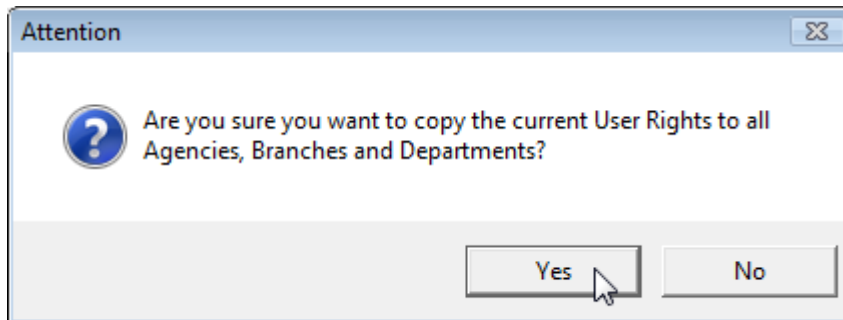 Attention
Are you sure you want to copy the current User Rights to all
Agencies, Branches and Departments?
Yes
No